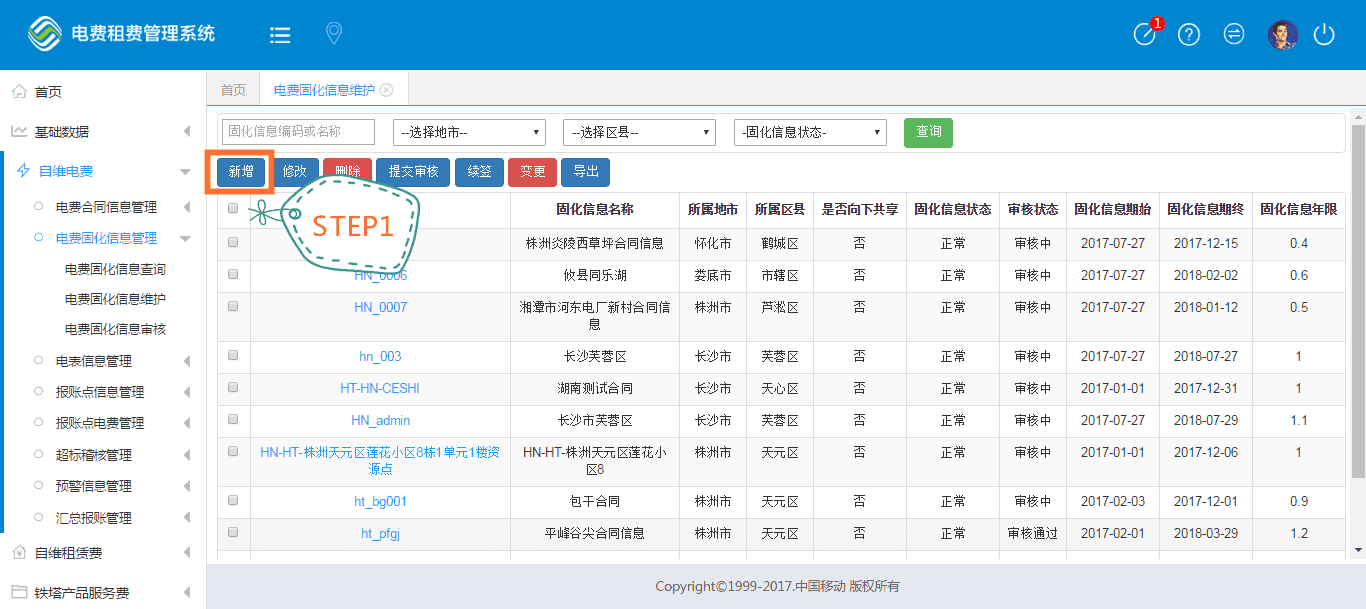 电费租费管理系统
1
首页
基础数据
自维电费
电费合同信息管理
电费固化信息管理
电费固化信息查询
电费固化信息维护
电费固化信息审核
电表信息管理
报账点信息管理
报账点电费管理
超标稽核管理
预警信息管理
汇总报账管理
自维租赁费
铁塔产品服务费
首页 电费固化信息维护
固化信息编码或名称 --选择地市-- --选择区县-- -固化信息状态- 查询
新增 修改 删除 提交审核 续签 变更 导出
STEP1
固化信息名称 所属地市 所属区县 是否向下共享 固化信息状态 审核状态 固化信息期始 固化信息期终 固化信息年限
株洲炎陵西草坪合同信息 怀化市 鹤城区 否 正常 审核中 2017-07-27 2017-12-15 0.4
HN_0006 攸县同乐湖 娄底市 市辖区 否 正常 审核中 2017-07-27 2018-02-02 0.6
HN_0007 湘潭市河东电厂新村合同信 株洲市 芦淞区 否 正常 审核中 2017-07-27 2018-01-12 0.5
息
hn_003 长沙芙蓉区 长沙市 芙蓉区 否 正常 审核中 2017-07-27 2018-07-27 1
HT-HN-CESHI 湖南测试合同 长沙市 天心区 否 正常 审核中 2017-01-01 2017-12-31 1
HN_admin 长沙市芙蓉区 长沙市 芙蓉区 否 正常 审核中 2017-07-27 2018-07-29 1.1
HN-HT-株洲天元区莲花小区8栋1单元1楼资 HN-HT-株洲天元区莲花小 株洲市 天元区 否 正常 审核中 2017-01-01 2017-12-06 1
源点 区8
ht_bg001 包干合同 株洲市 天元区 否 正常 审核中 2017-02-03 2017-12-01 0.9
ht_pfgj 平峰谷尖合同信息 株洲市 天元区 否 正常 审核通过 2017-02-01 2018-03-29 1.2
Copyright©1999-2017.中国移动 版权所有